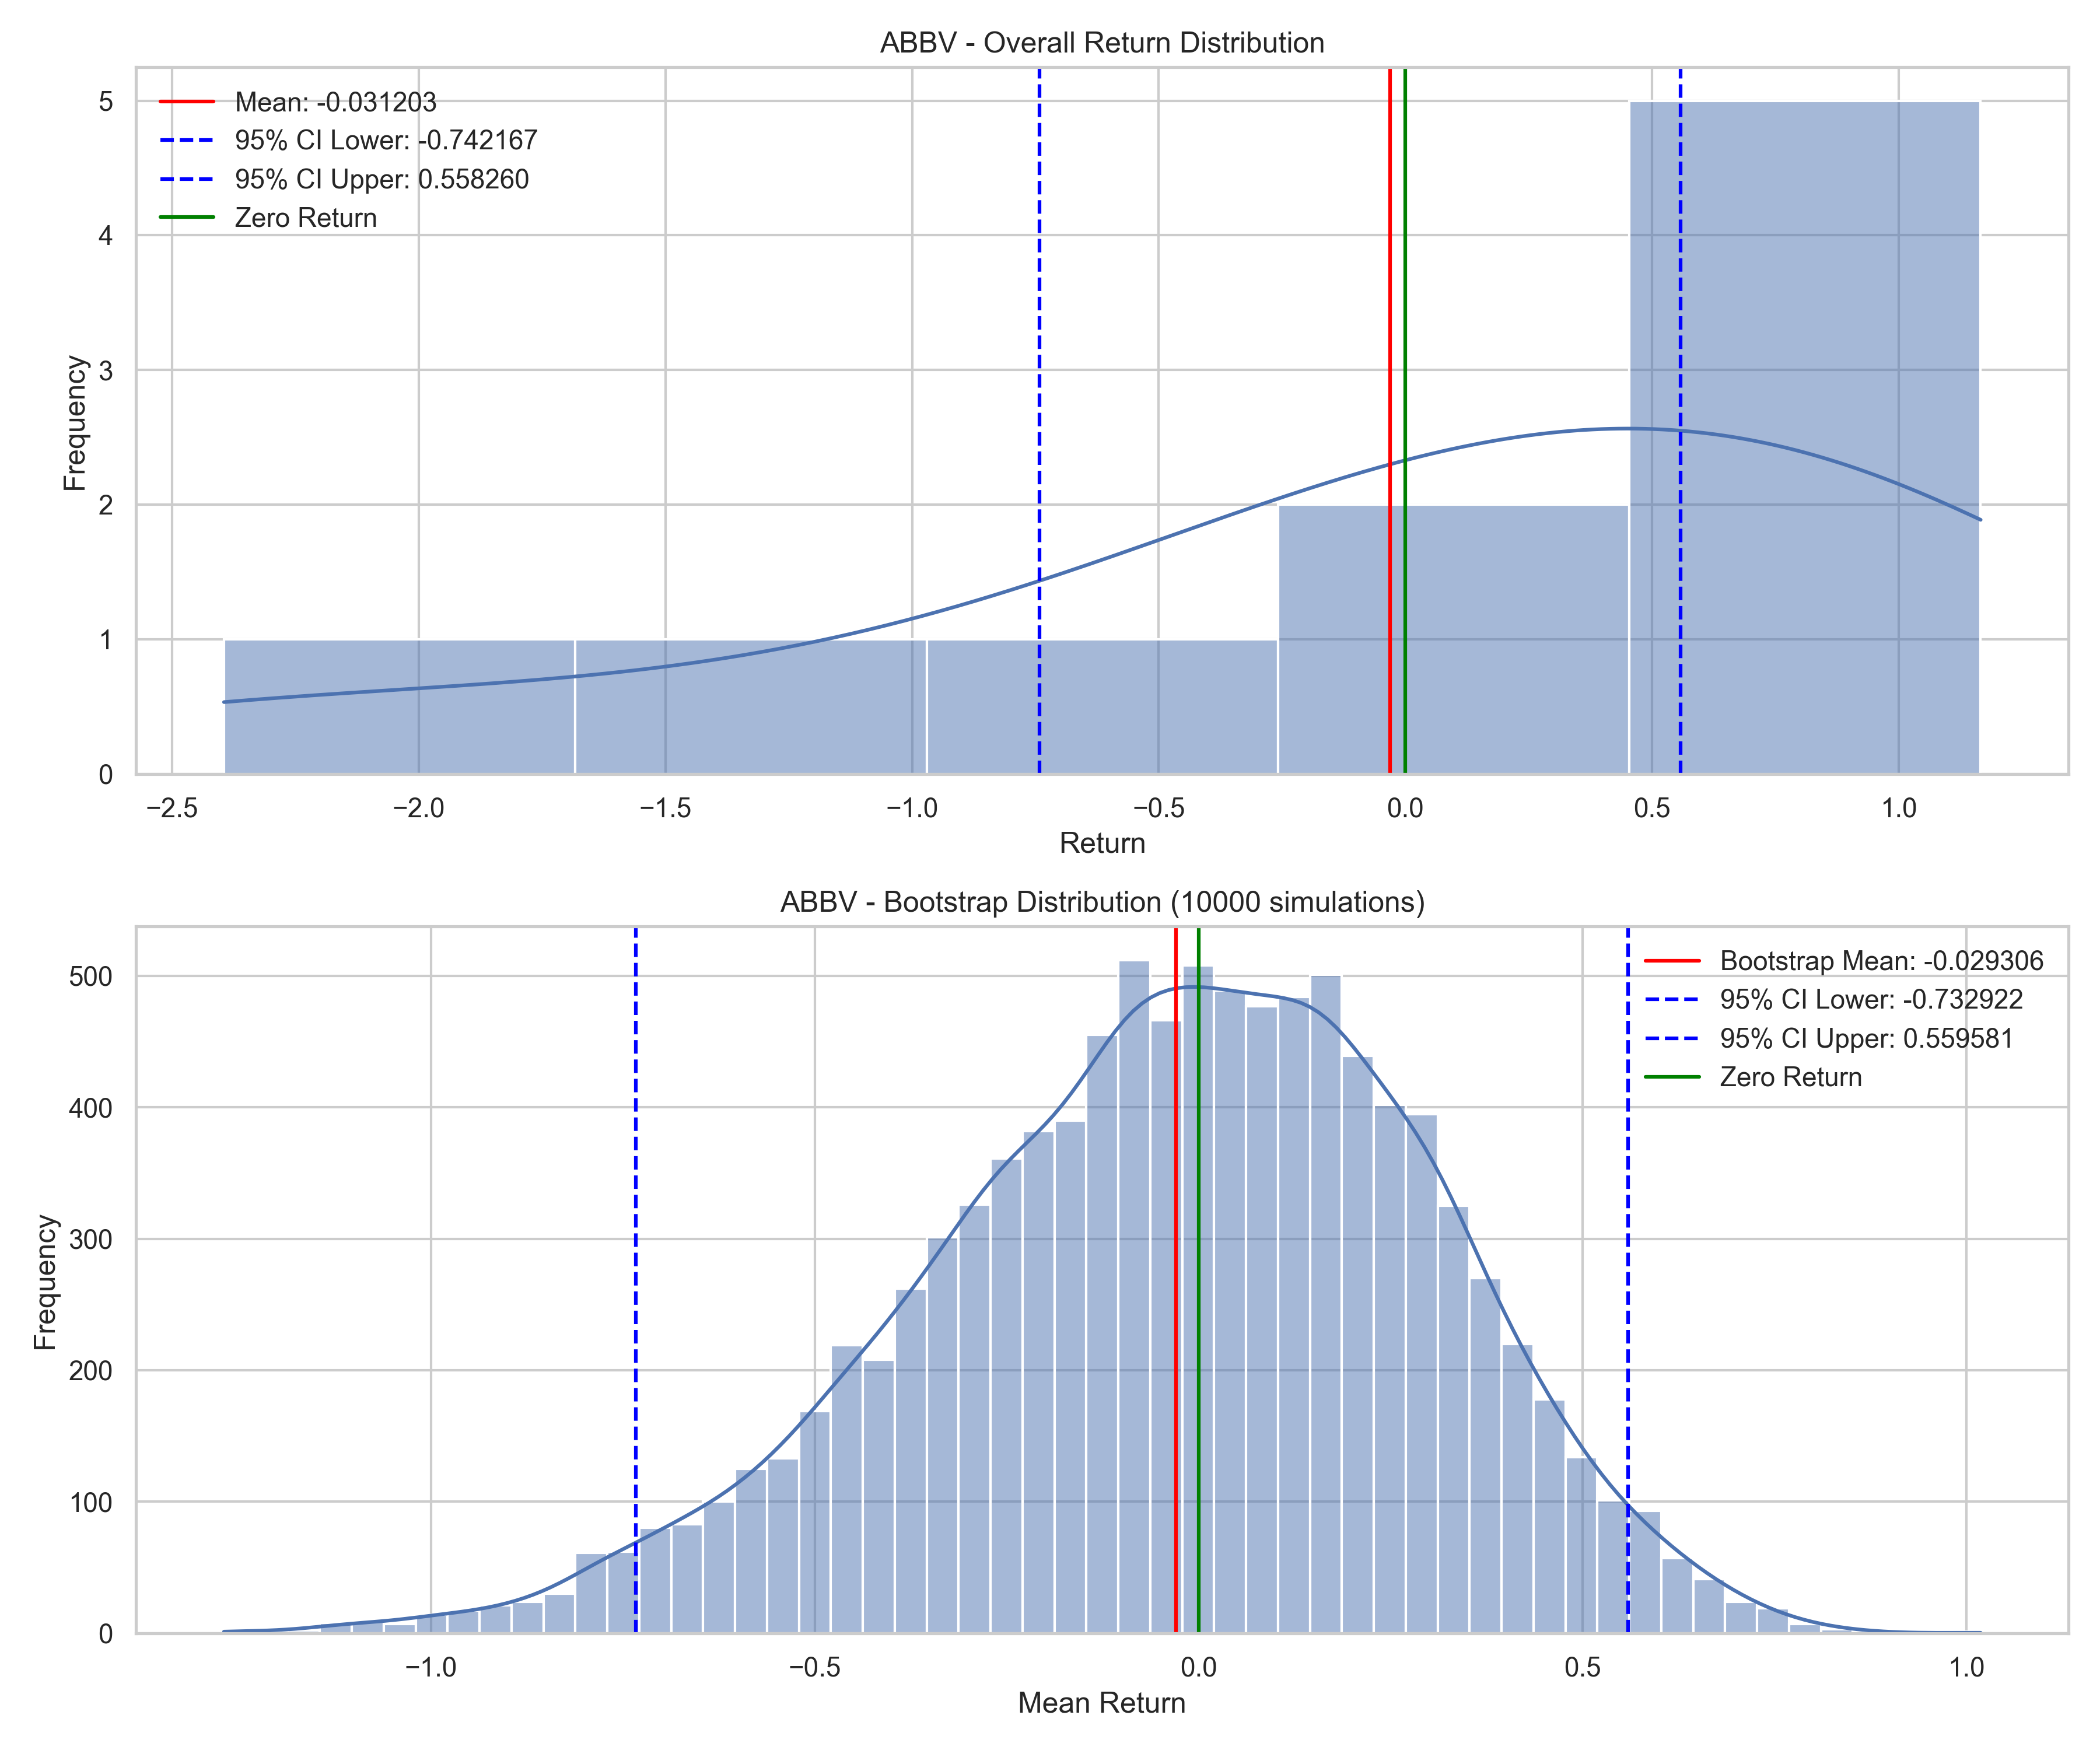 ABBV - Overall Return Distribution
Mean: -0.031203
95% CI Lower: -0.742167
95% CI Upper: 0.558260
Zero Return
5
4
3
2
1
0
Frequency
−2.5 −2.0 −1.5 −1.0 −0.5 0.0 0.5 1.0
Return
ABBV - Bootstrap Distribution (10000 simulations)
Bootstrap Mean: -0.029306
95% CI Lower: -0.732922
95% CI Upper: 0.559581
Zero Return
500
400
300
200
100
0
Frequency
−1.0 −0.5 0.0 0.5 1.0
Mean Return